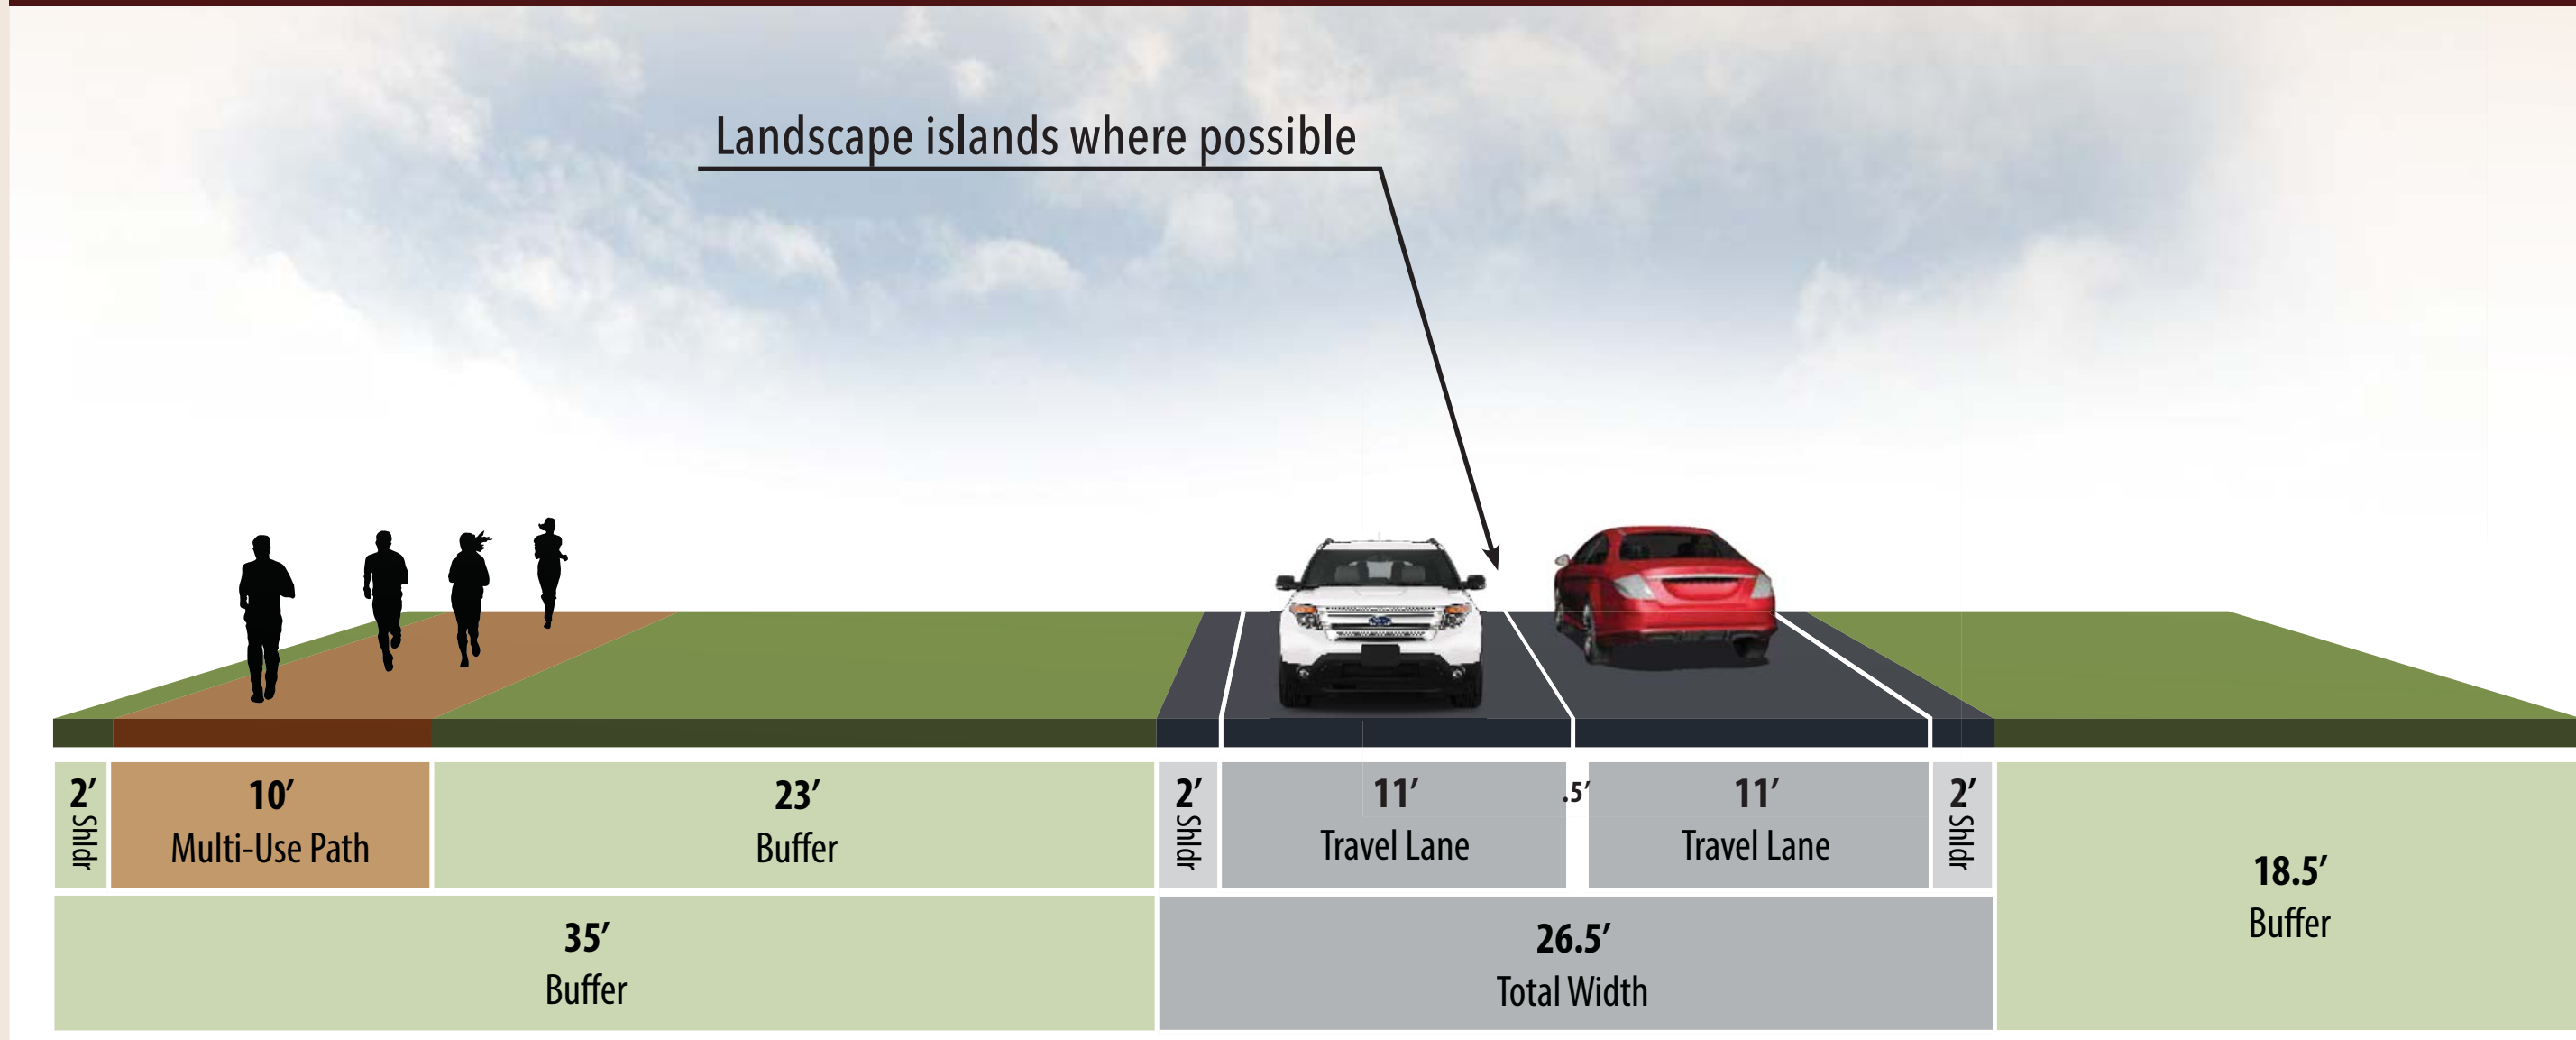 Landscape islands where possible
2’
Shldr
10’
Multi-Use Path
23’
Buffer
2’
Shldr
11’
Travel Lane
.5’
11’
Travel Lane
2’
Shldr
18.5’
Buffer
35’
Buffer
26.5’
Total Width